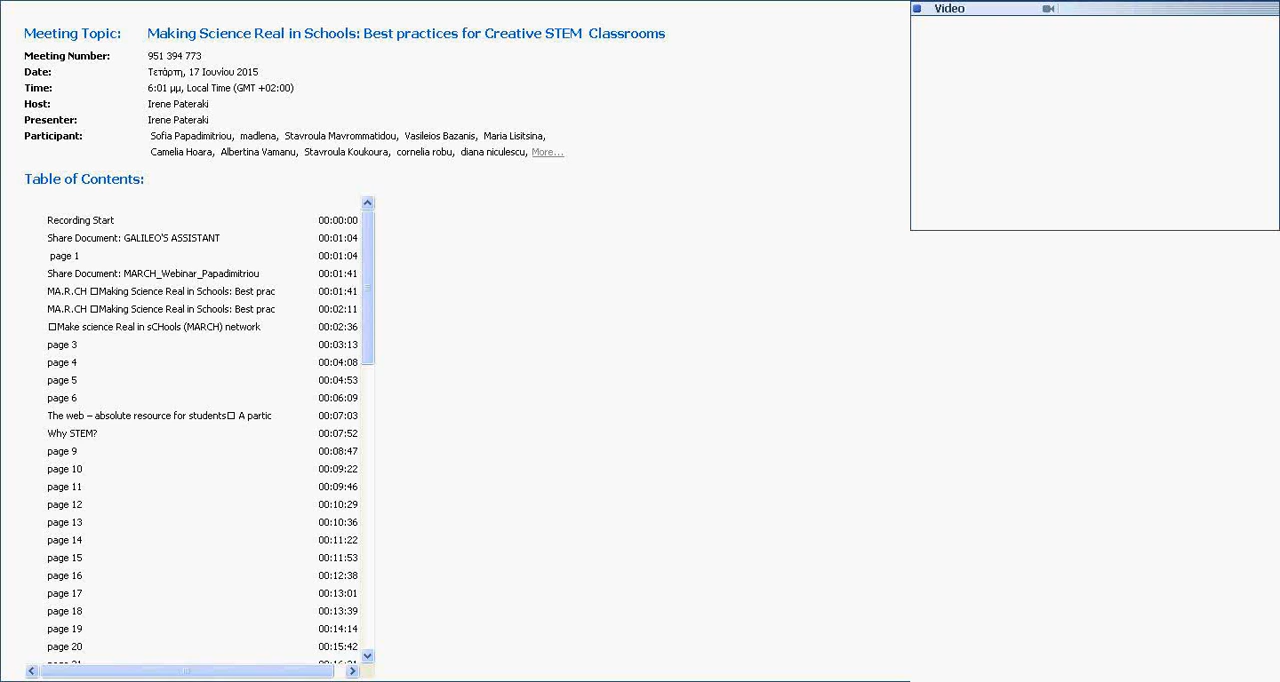 Video
Meeting Topic: Making Science Real in Schools: Best practices for Creative STEM Classrooms
Meeting Number: 951 394 773
Date: Τετάρτη, 17 Ιουνίου 2015
Time: 6:01 μμ, Local Time (GMT +02:00)
Host: Irene Pateraki
Presenter: Irene Pateraki
Participant: Sofia Papadimitriou, madlena, Stavroula Mavrommatidou, Vasileios Bazanis, Maria Lisitsina,
Camelia Hoara, Albertina Vamanu, Stavroula Koukoura, cornelia robu, diana niculescu, More...
Table of Contents:
Recording Start 00:00:00
Share Document: GALILEO'S ASSISTANT 00:01:04
page 1 00:01:04
Share Document: MARCH_Webinar_Papadimitriou 00:01:41
MA.R.CH □Making Science Real in Schools: Best prac 00:01:41
MA.R.CH □Making Science Real in Schools: Best prac 00:02:11
□Make science Real in sCHools (MARCH) network 00:02:36
page 3 00:03:13
page 4 00:04:08
page 5 00:04:53
page 6 00:06:09
The web – absolute resource for students□ A partic 00:07:03
Why STEM? 00:07:52
page 9 00:08:47
page 10 00:09:22
page 11 00:09:46
page 12 00:10:29
page 13 00:10:36
page 14 00:11:22
page 15 00:11:53
page 16 00:12:38
page 17 00:13:01
page 18 00:13:39
page 19 00:14:14
page 20 00:15:42